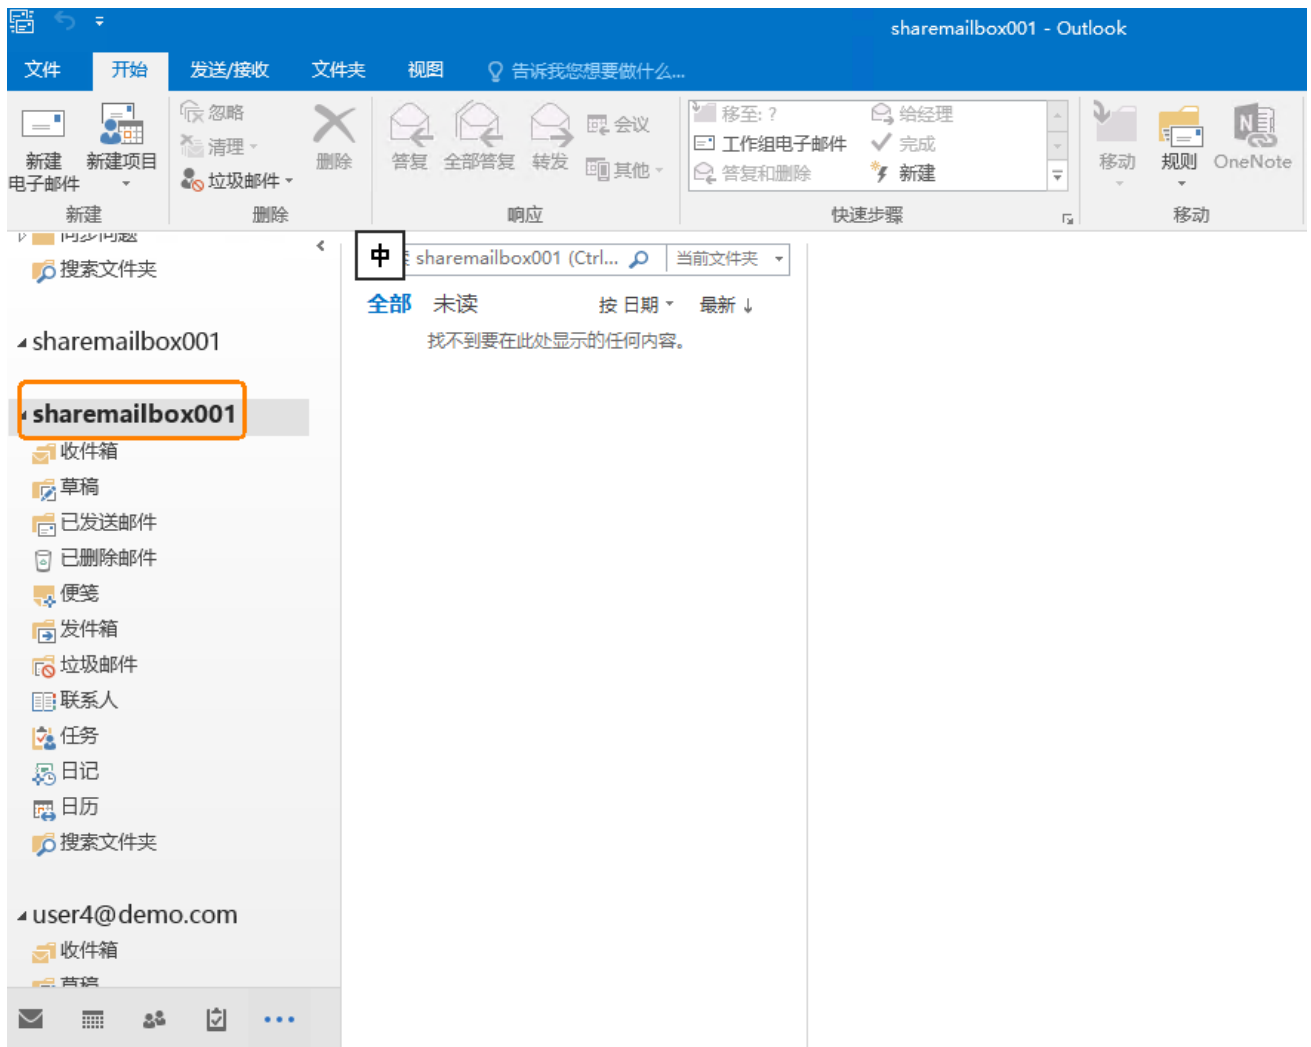 sharemailbox001 - Outlook
文件 开始 发送/接收 文件夹 视图 告诉我您想要做什么...
新建
电子邮件
新建项目
忽略
清理
垃圾邮件
删除
答复 全部答复 转发
会议
其他
移至: ?
工作组电子邮件
答复和删除
给经理
完成
新建
移动 规则 OneNote
新建 删除 响应 快速步骤 移动
同步问题
搜索文件夹
sharemailbox001
sharemailbox001
收件箱
草稿
已发送邮件
已删除邮件
便笺
发件箱
垃圾邮件
联系人
任务
日记
日历
搜索文件夹
user4@demo.com
收件箱
草稿
中 sharemailbox001 (Ctrl... 当前文件夹
全部 未读 按 日期 最新 ↓
找不到要在此处显示的任何内容。